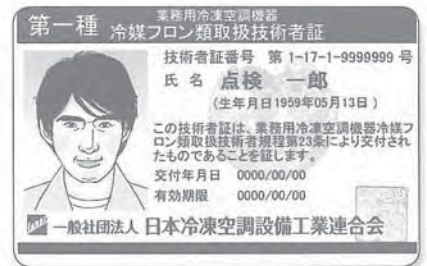 第一種 業務用冷凍空調機器
冷媒フロン類取扱技術者証
技術者証番号 第 1-17-1-9999999 号
氏 名 点検 一郎
（生年月日1959年05月13日）
この技術者証は、業務用冷凍空調機器冷媒フ
ロン類取扱技術者規程第23条により交付され
たものであることを証します。
交付年月日 0000/00/00
有効期限 0000/00/00
一般社団法人 日本冷凍空調設備工業連合会